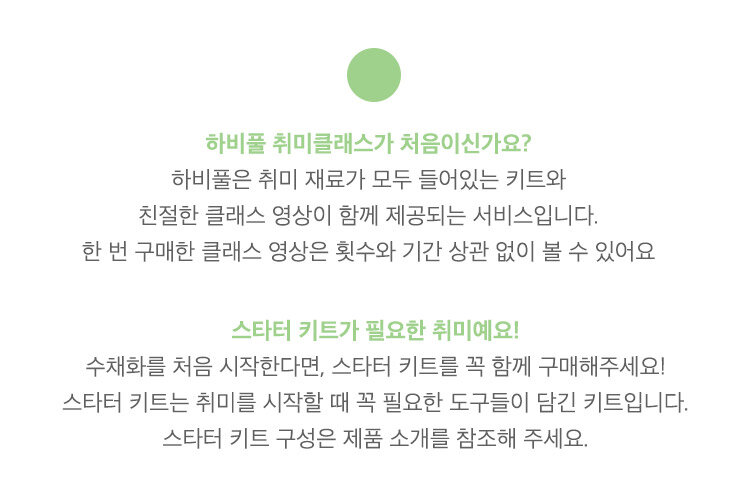 하비풀 취미클래스가 처음이신가요?
하비풀은 취미 재료가 모두 들어있는 키트와
친절한 클래스 영상이 함께 제공되는 서비스입니다.
한 번 구매한 클래스 영상은 횟수와 기간 상관 없이 볼 수 있어요
스타터 키트가 필요한 취미예요!
수채화를 처음 시작한다면, 스타터 키트를 꼭 함께 구매해주세요!
스타터 키트는 취미를 시작할 때 꼭 필요한 도구들이 담긴 키트입니다.
스타터 키트 구성은 제품 소개를 참조해 주세요.